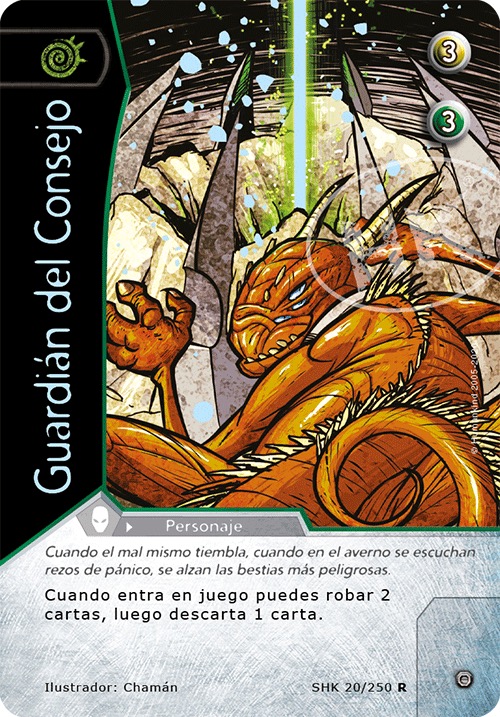 3
3
Guardián del Consejo
Personaje
Cuando el mal mismo tiembla, cuando en el averno se escuchan
rezos de pánico, se alzan las bestias más peligrosas.
Cuando entra en juego puedes robar 2
cartas, luego descarta 1 carta.
Ilustrador: Chamán
SHK 20/250 R